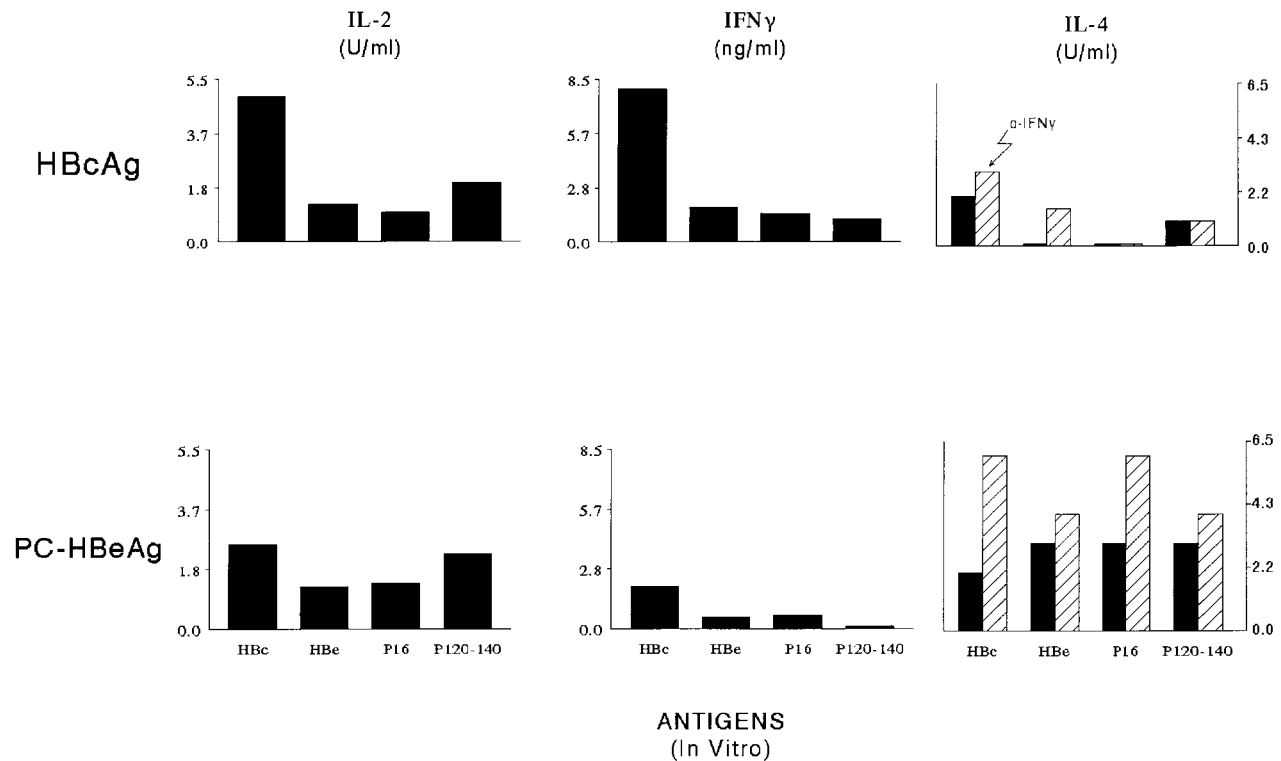 IL-2
(U/ml)
IFNγ
(ng/ml)
IL-4
(U/ml)
HBcAg
5.5
3.7
1.8
0.0
8.5
5.7
2.8
0.0
α-IFNγ
6.5
4.3
2.2
0.0
PC-HBeAg
5.5
3.7
1.8
0.0
HBc HBe P16 P120-140
8.5
5.7
2.8
0.0
HBc HBe P16 P120-140
6.5
4.3
2.2
0.0
HBc HBe P16 P120-140
ANTIGENS
(In Vitro)